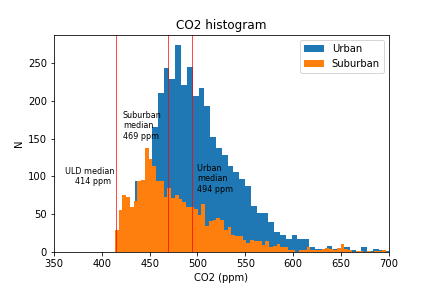 CO2 histogram
Urban
Suburban
Suburban
median
469 ppm
ULD median
414 ppm
Urban
median
494 ppm
N
0
50
100
150
200
250
350
400
450
500
550
600
650
700
CO2 (ppm)